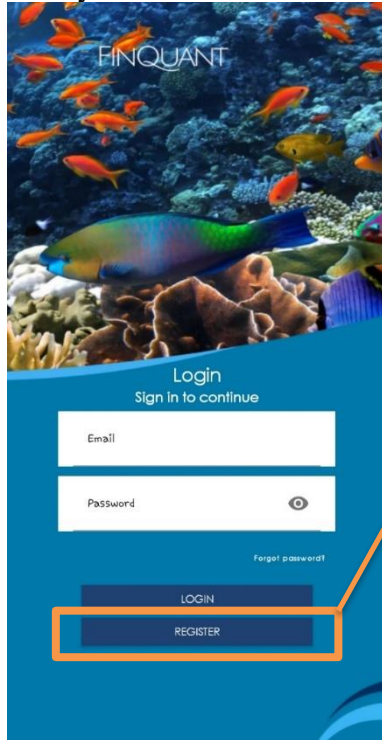 FINQUANT
Login
Sign in to continue
Email
Password
Forgot password?
LOGIN
REGISTER